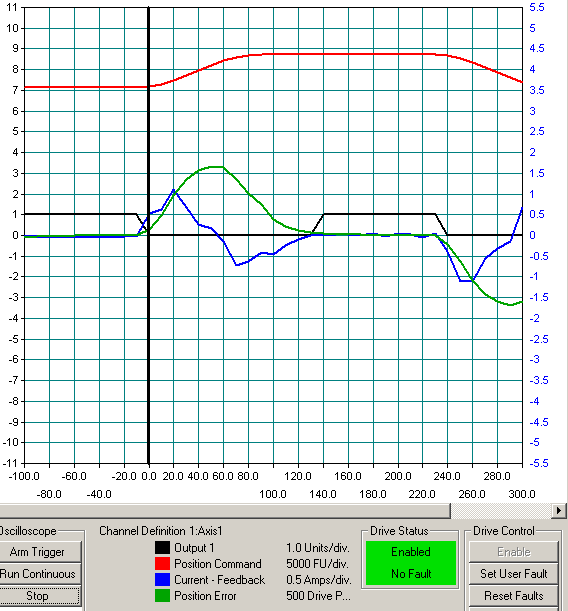 11 5.5
10 5
9 4.5
8 4
7 3.5
6 3
5 2.5
4 2
3 1.5
2 1
1 0.5
0 0
-1 -0.5
-2 -1
-3 -1.5
-4 -2
-5 -2.5
-6 -3
-7 -3.5
-8 -4
-9 -4.5
-10 -5
-11 -5.5
-100.0 -60.0 -20.0 0.0 20.0 40.0 60.0 80.0 120.0 160.0 200.0 240.0 280.0
-80.0 -40.0 100.0 140.0 180.0 220.0 260.0 300.0
Oscilloscope
Arm Trigger
Run Continuous
Stop
Channel Definition 1:Axis1
Output 1 1.0 Units/div.
Position Command 5000 FU/div.
Current - Feedback 0.5 Amps/div.
Position Error 500 Drive P...
Drive Status
Enabled
No Fault
Drive Control
Enable
Set User Fault
Reset Faults